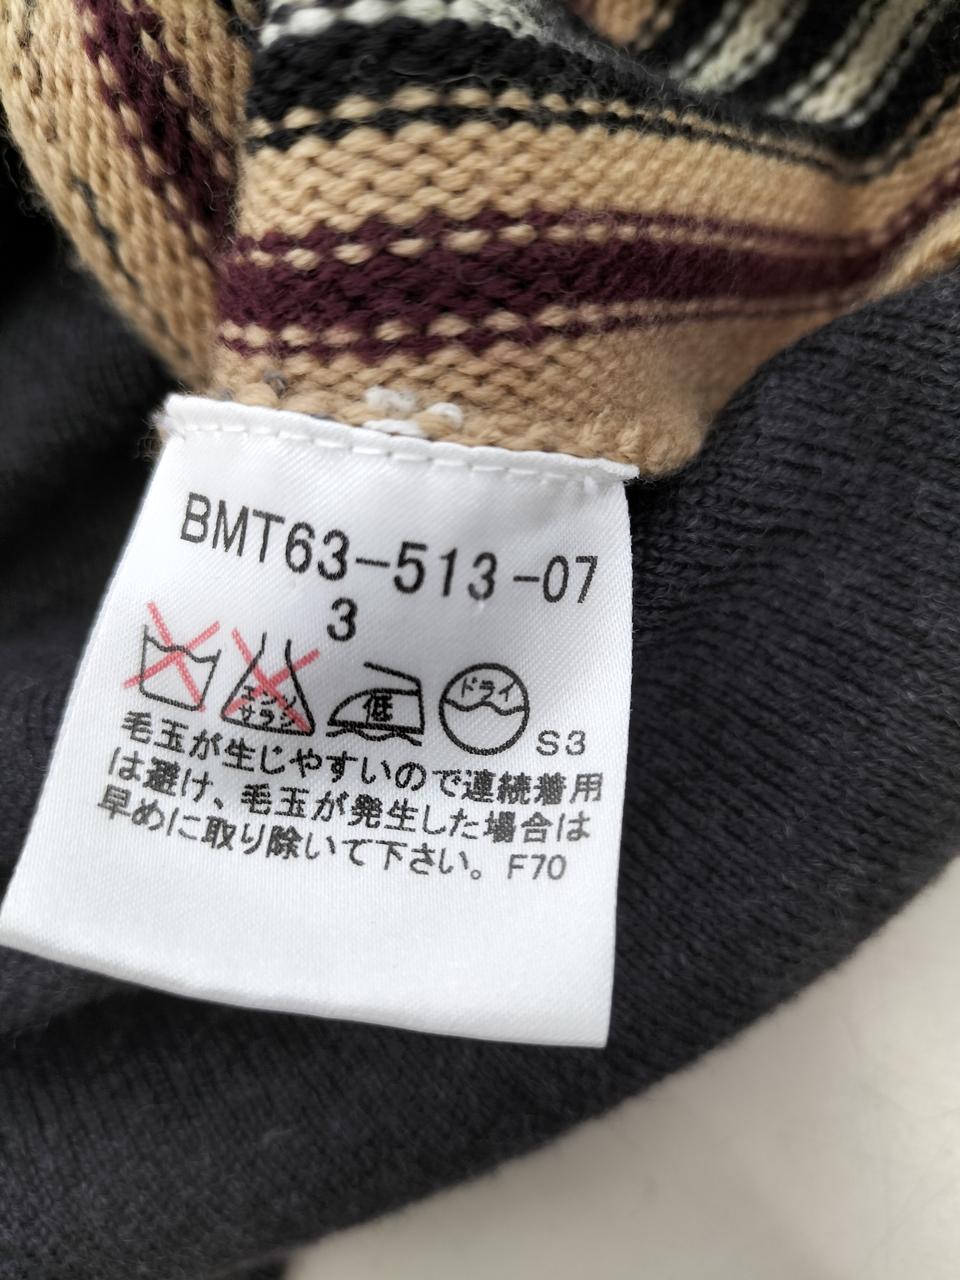 BMT63-513-07
3
エンソ
サラシ
低
ドライ
S3
毛玉が生じやすいので連続着用
は避け、毛玉が発生した場合は
早めに取り除いて下さい。F70